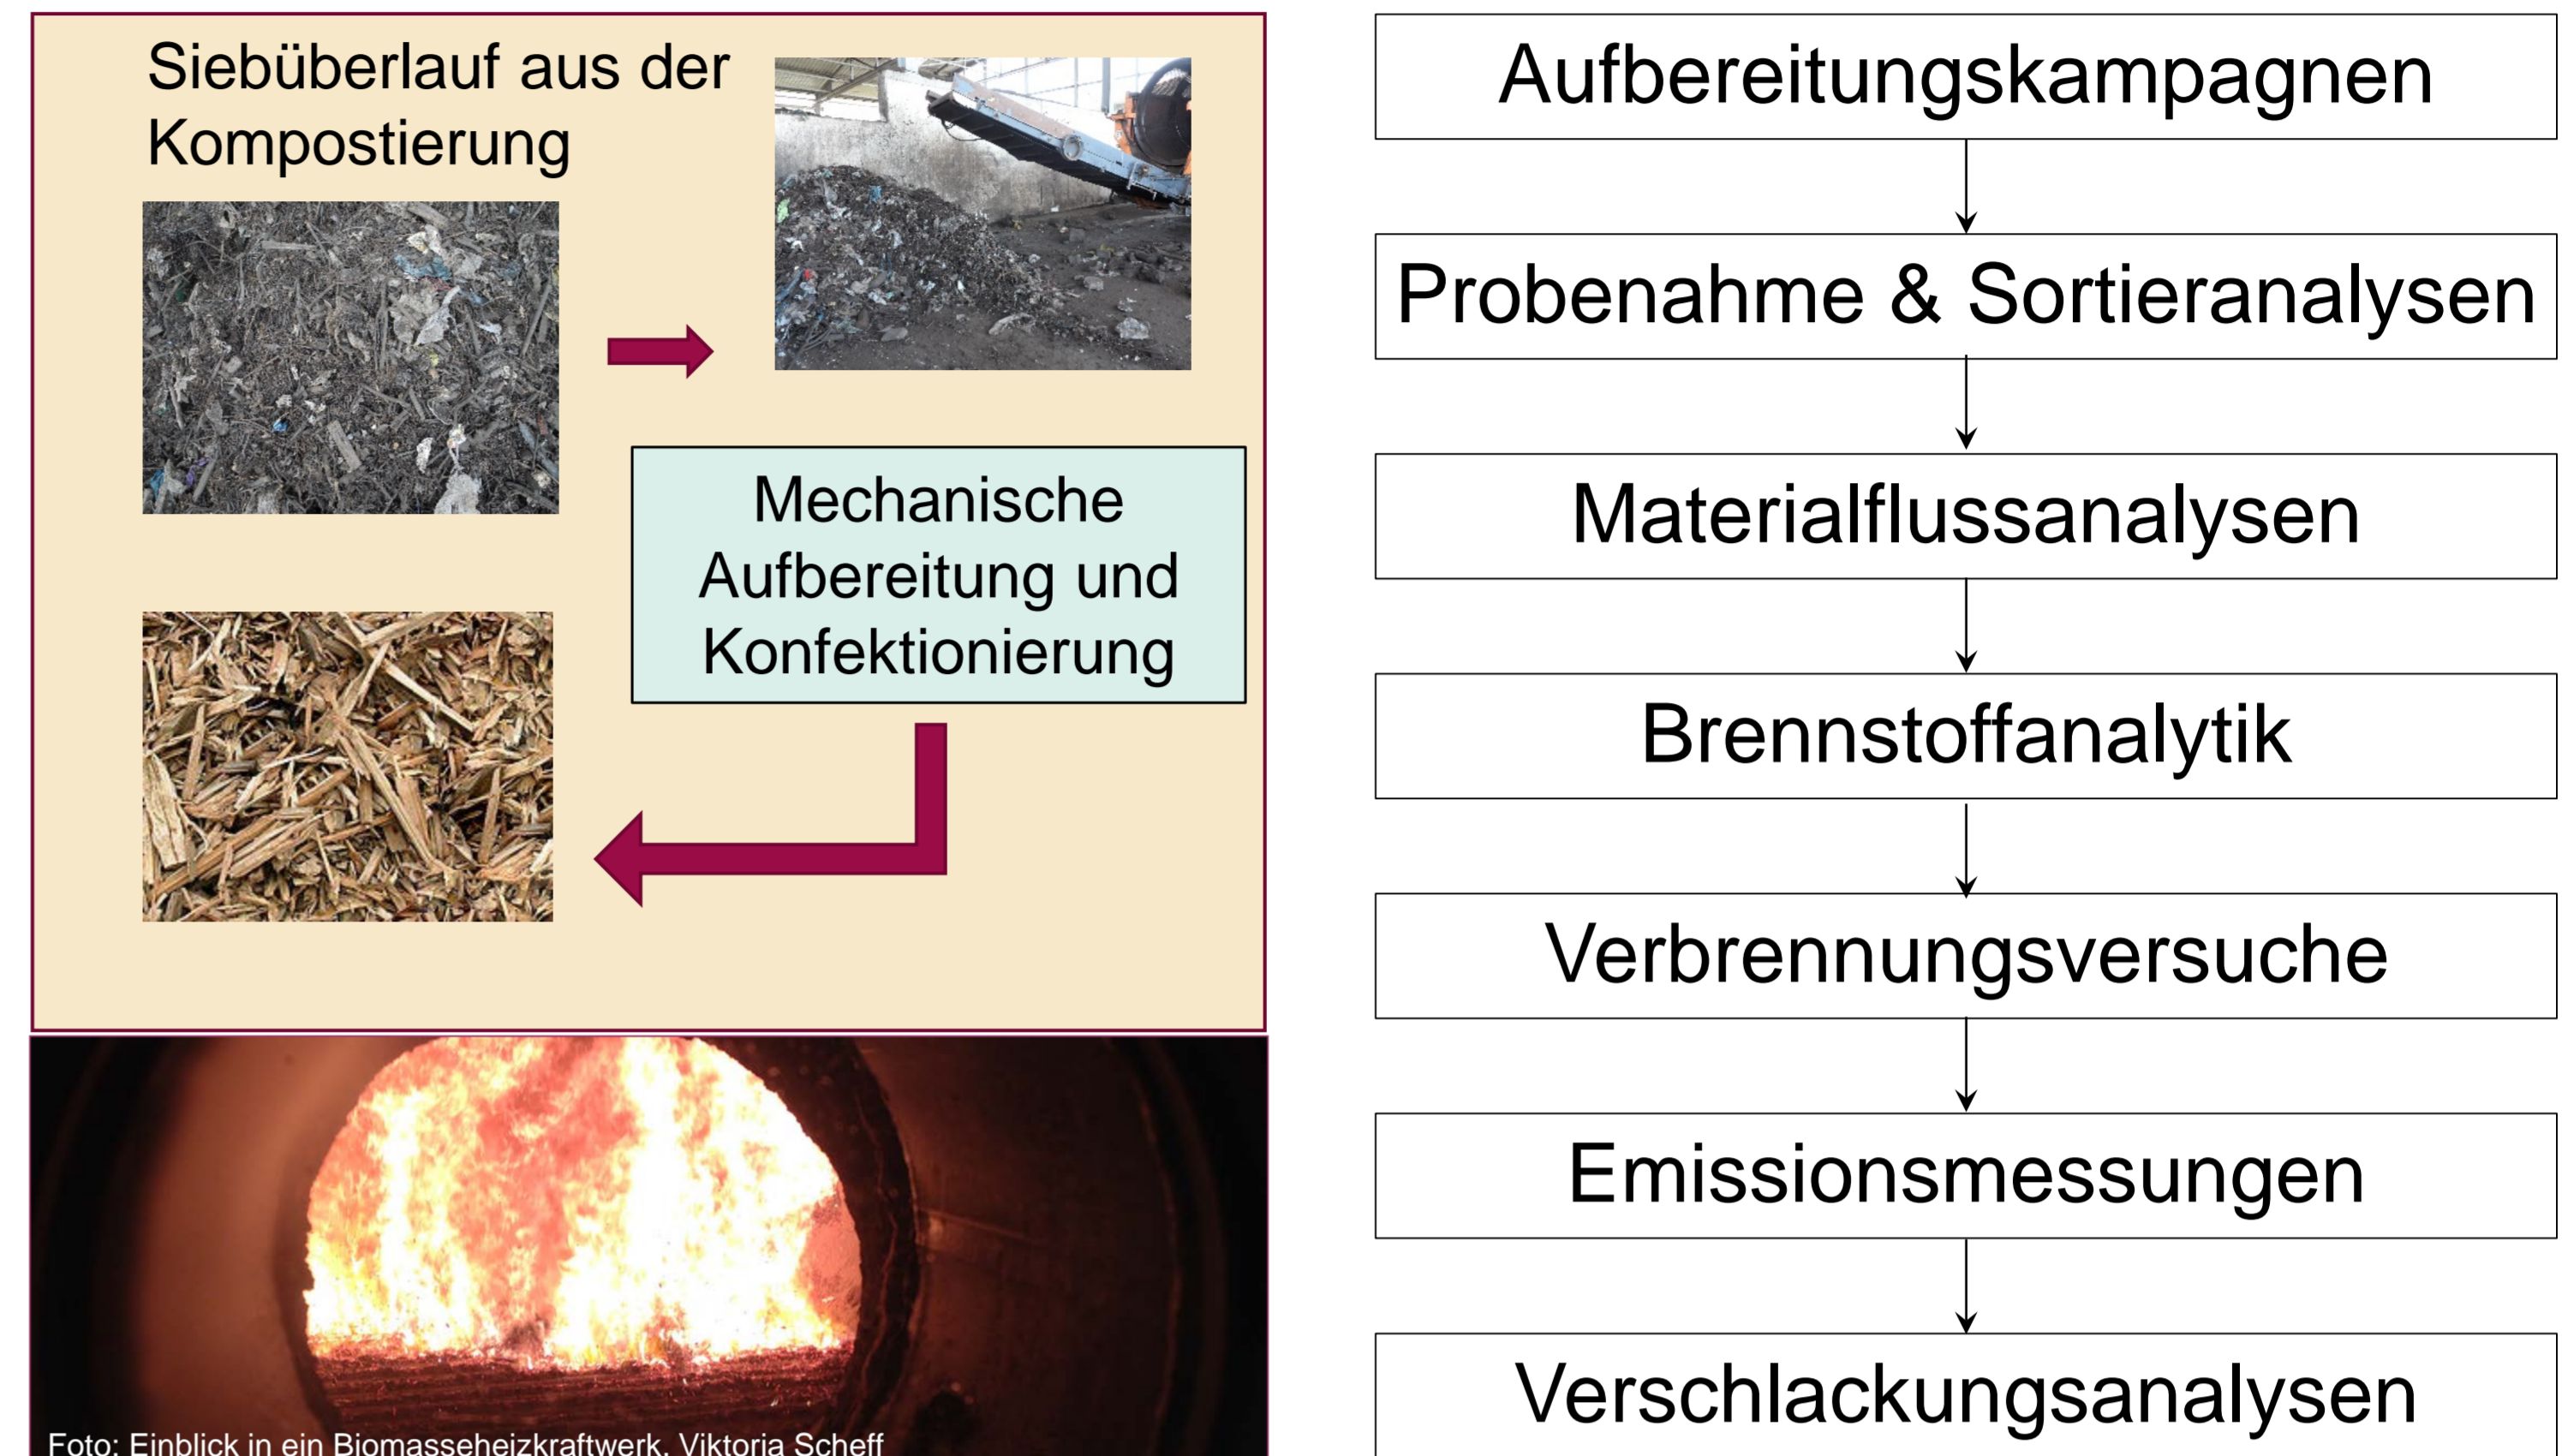 Siebüberlauf aus der
Kompostierung
Mechanische
Aufbereitung und
Konfektionierung
Foto: Einblick in ein Biomasseheizkraftwerk, Viktoria Scheff
Aufbereitungskampagnen
Probenahme & Sortieranalysen
Materialflussanalysen
Brennstoffanalytik
Verbrennungsversuche
Emissionsmessungen
Verschlackungsanalysen